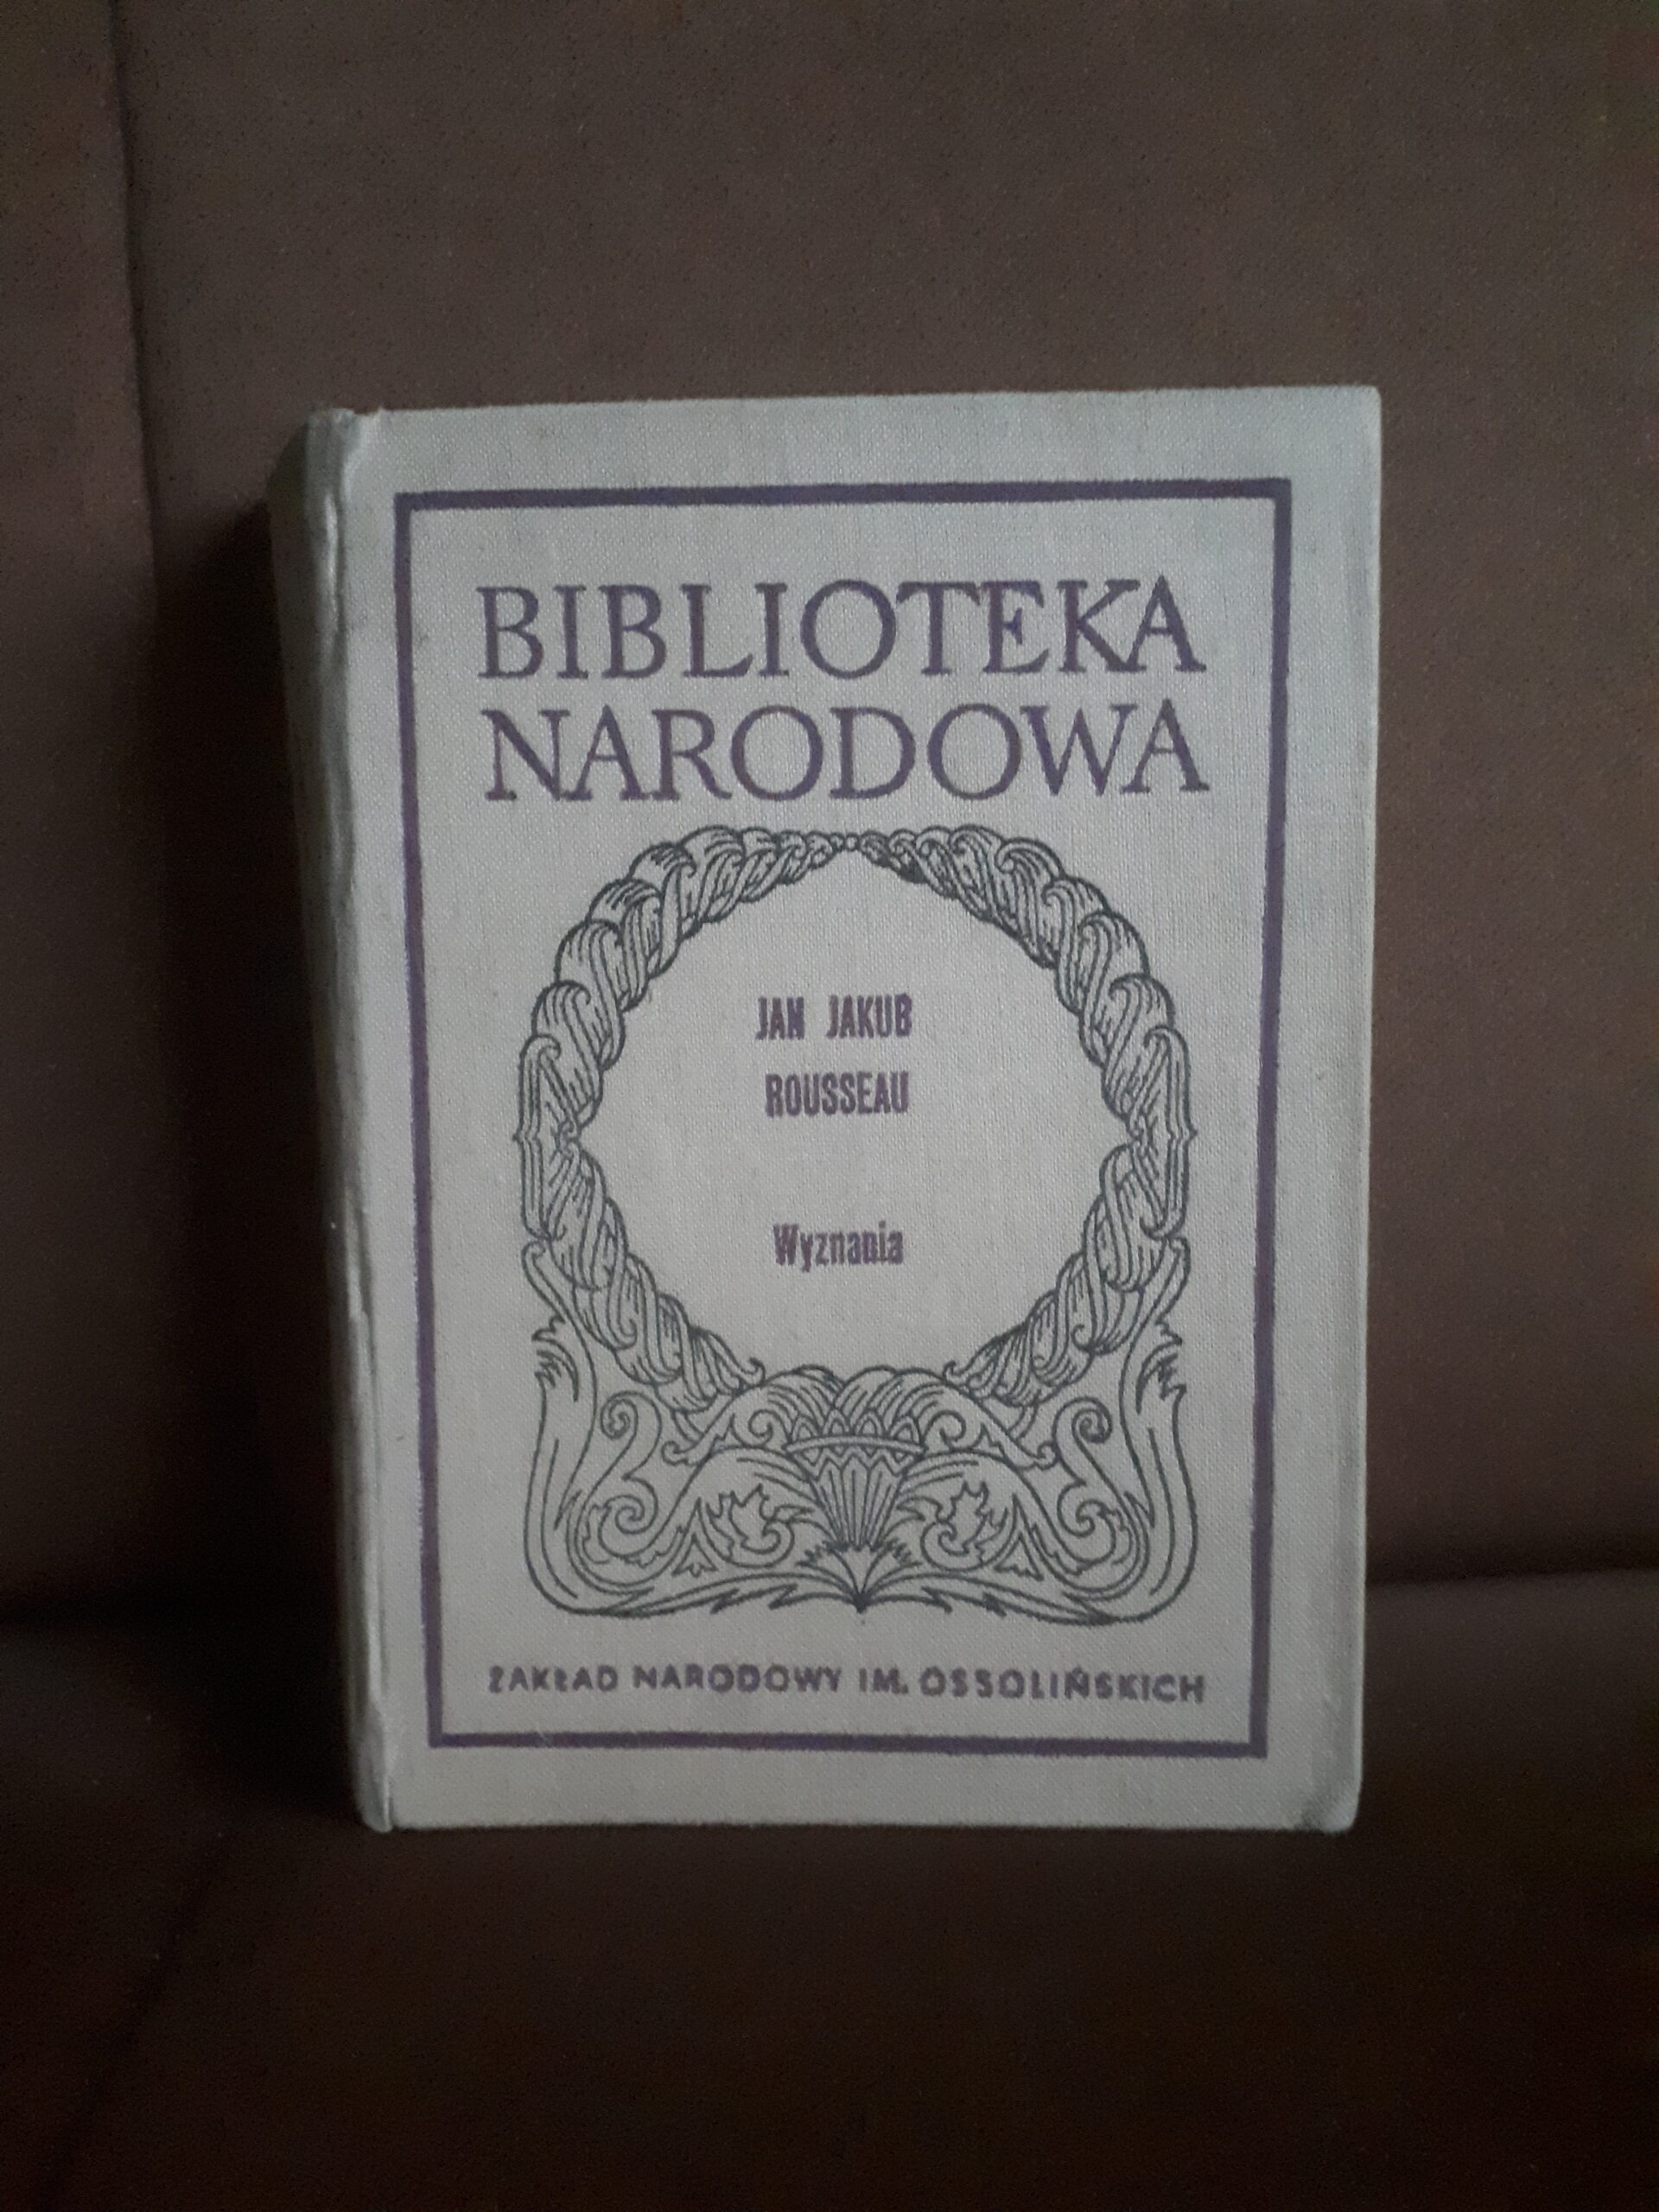 BIBLIOTEKA
NARODOWA
JAN JAKUB
ROUSSEAU
Wyznania
ZAKŁAD NARODOWY IM. OSSOLIŃSKICH